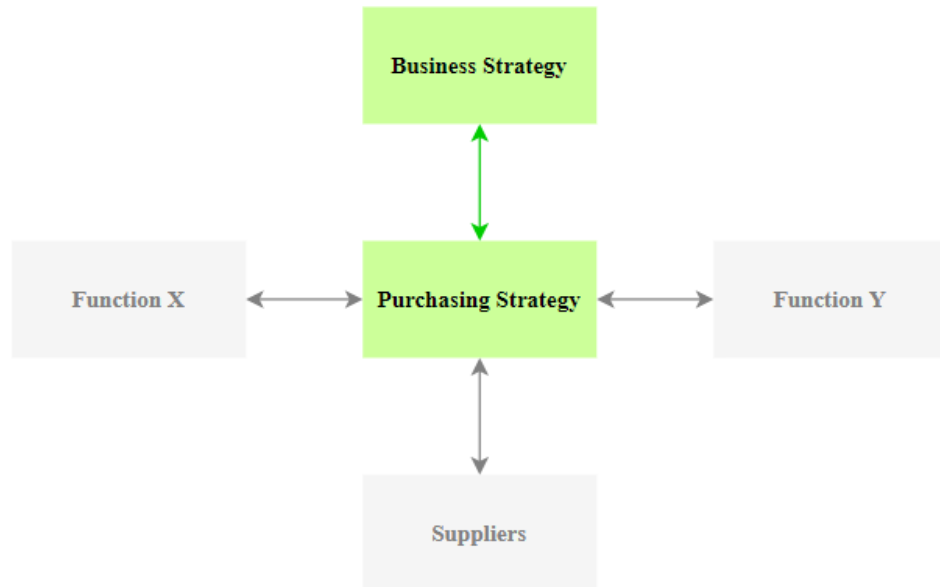 Business Strategy
Function X
Purchasing Strategy
Function Y
Suppliers